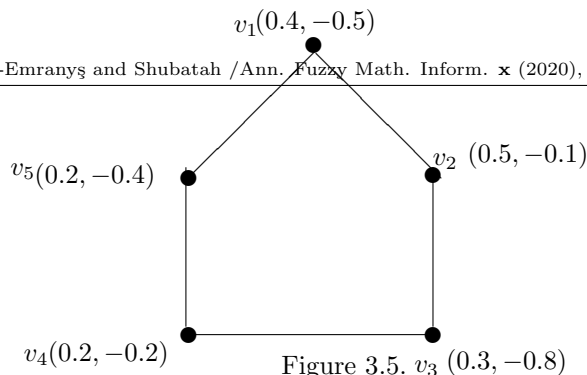 v1(0.4, −0.5)
-Emranyş and Shubatah /Ann. Fuzzy Math. Inform. x (2020),
v5(0.2, −0.4)
v2 (0.5, −0.1)
v4(0.2, −0.2)
Figure 3.5. v3 (0.3, −0.8)